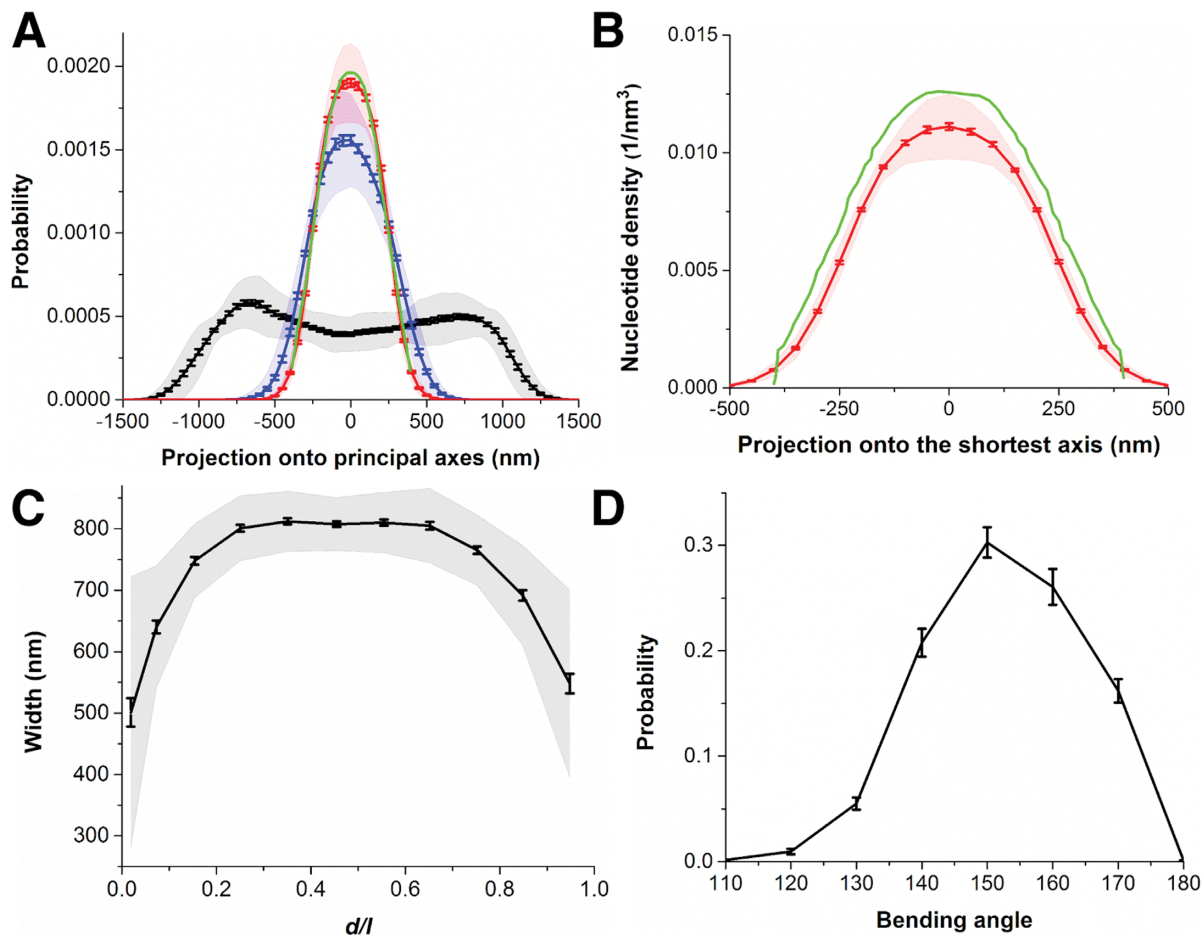 A
0.0020
0.0015
0.0010
0.0005
0.0000
Probability
-1500 -1000 -500 0 500 1000 1500
Projection onto principal axes (nm)
B
0.015
0.010
0.005
0.000
Nucleotide density (1/nm³)
-500 -250 0 250 500
Projection onto the shortest axis (nm)
C
800
700
600
500
400
300
Width (nm)
0.0 0.2 0.4 0.6 0.8 1.0
d/l
D
0.3
0.2
0.1
0.0
Probability
110 120 130 140 150 160 170 180
Bending angle